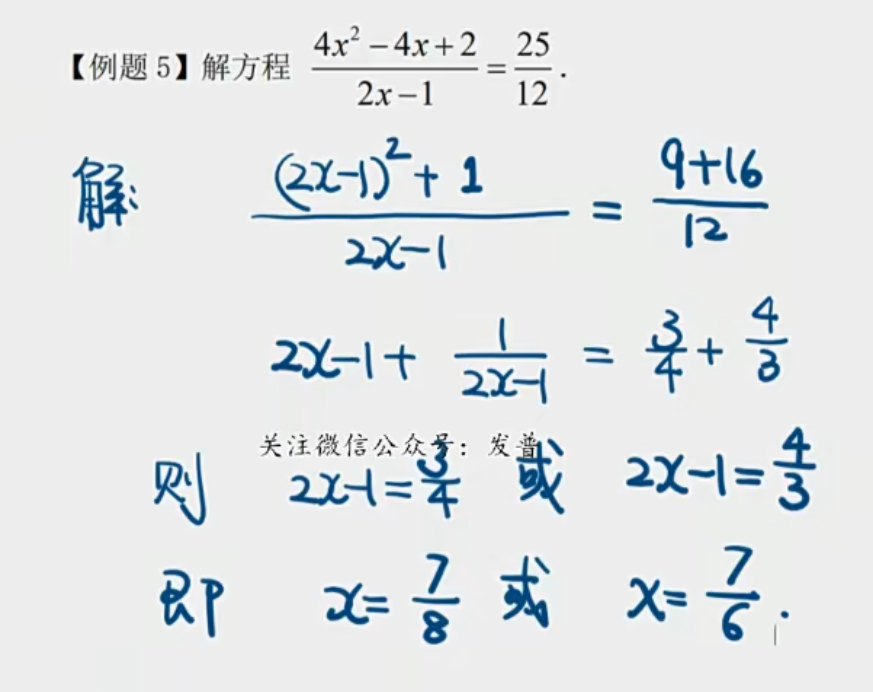 【例题 5】解方程 \frac{4x^2-4x+2}{2x-1}=\frac{25}{12}.
解: \frac{(2x-1)^2+1}{2x-1}=\frac{9+16}{12}
2x-1+\frac{1}{2x-1}=\frac{3}{4}+\frac{4}{3}
关注微信公众号：发普
则 2x-1=\frac{3}{4} 或 2x-1=\frac{4}{3}
即 x=\frac{7}{8} 或 x=\frac{7}{6}.